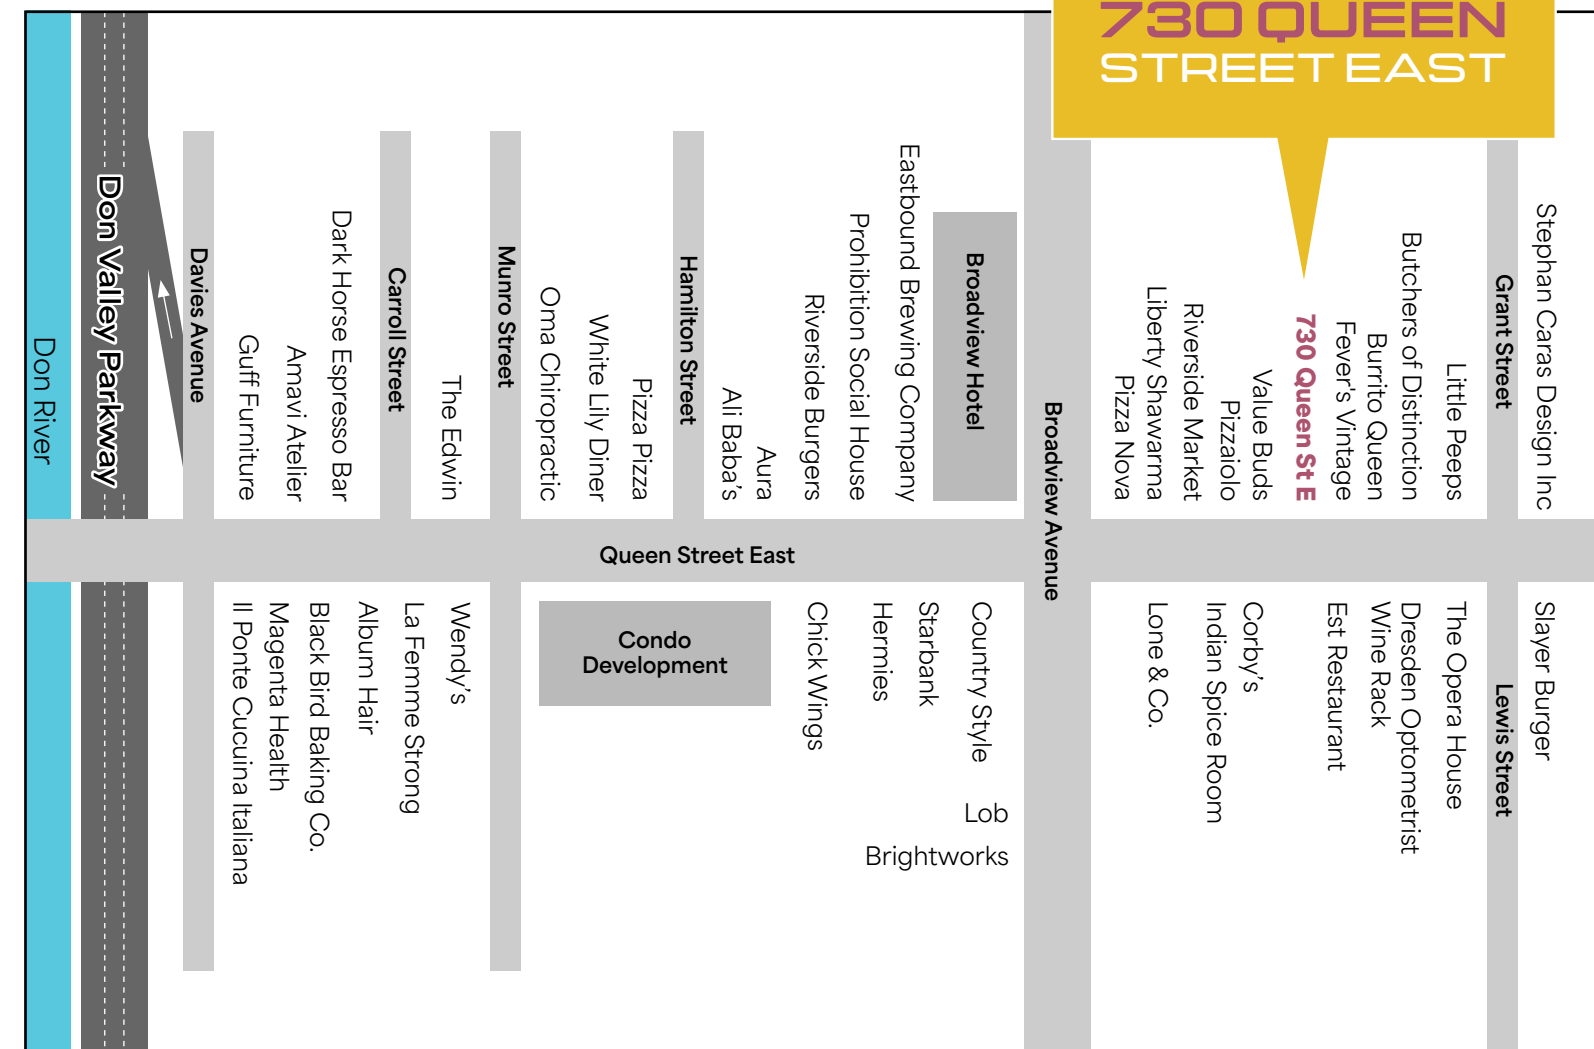 730 QUEEN
STREET EAST
Don River
Don Valley Parkway
Davies Avenue
Guff Furniture
Amavi Atelier
Dark Horse Espresso Bar
Carroll Street
The Edwin
Munro Street
Oma Chiropractic
White Lily Diner
Pizza Pizza
Hamilton Street
Ali Baba's
Aura
Riverside Burgers
Prohibition Social House
Eastbound Brewing Company
Broadview Hotel
Broadview Avenue
Pizza Nova
Liberty Shawarma
Riverside Market
Pizzaiolo
Value Buds
730 Queen St E
Fever's Vintage
Burrito Queen
Butchers of Distinction
Little Peeps
Grant Street
Stephan Caras Design Inc
Queen Street East
Il Ponte Cucuina Italiana
Magenta Health
Black Bird Baking Co.
Album Hair
La Femme Strong
Wendy's
Condo
Development
Chick Wings
Hermies
Starbank
Country Style
Lob
Brightworks
Lone & Co.
Indian Spice Room
Corby's
Est Restaurant
Wine Rack
Dresden Optometrist
The Opera House
Lewis Street
Slayer Burger